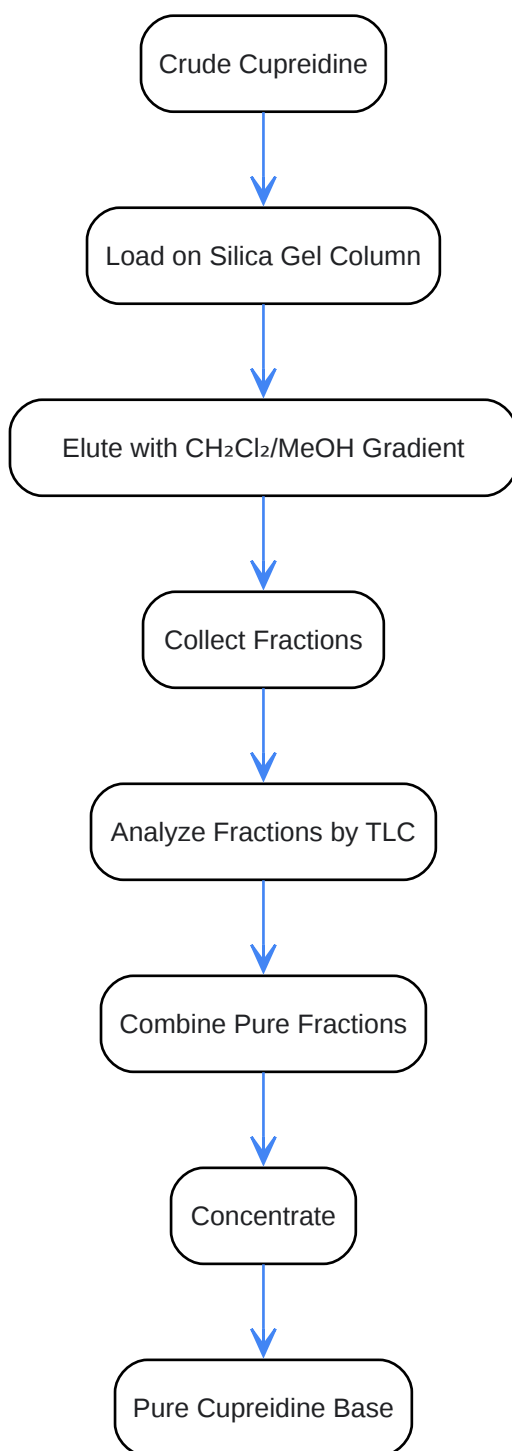 Crude Cupreidine
Load on Silica Gel Column
Elute with CH₂Cl₂/MeOH Gradient
Collect Fractions
Analyze Fractions by TLC
Combine Pure Fractions
Concentrate
Pure Cupreidine Base